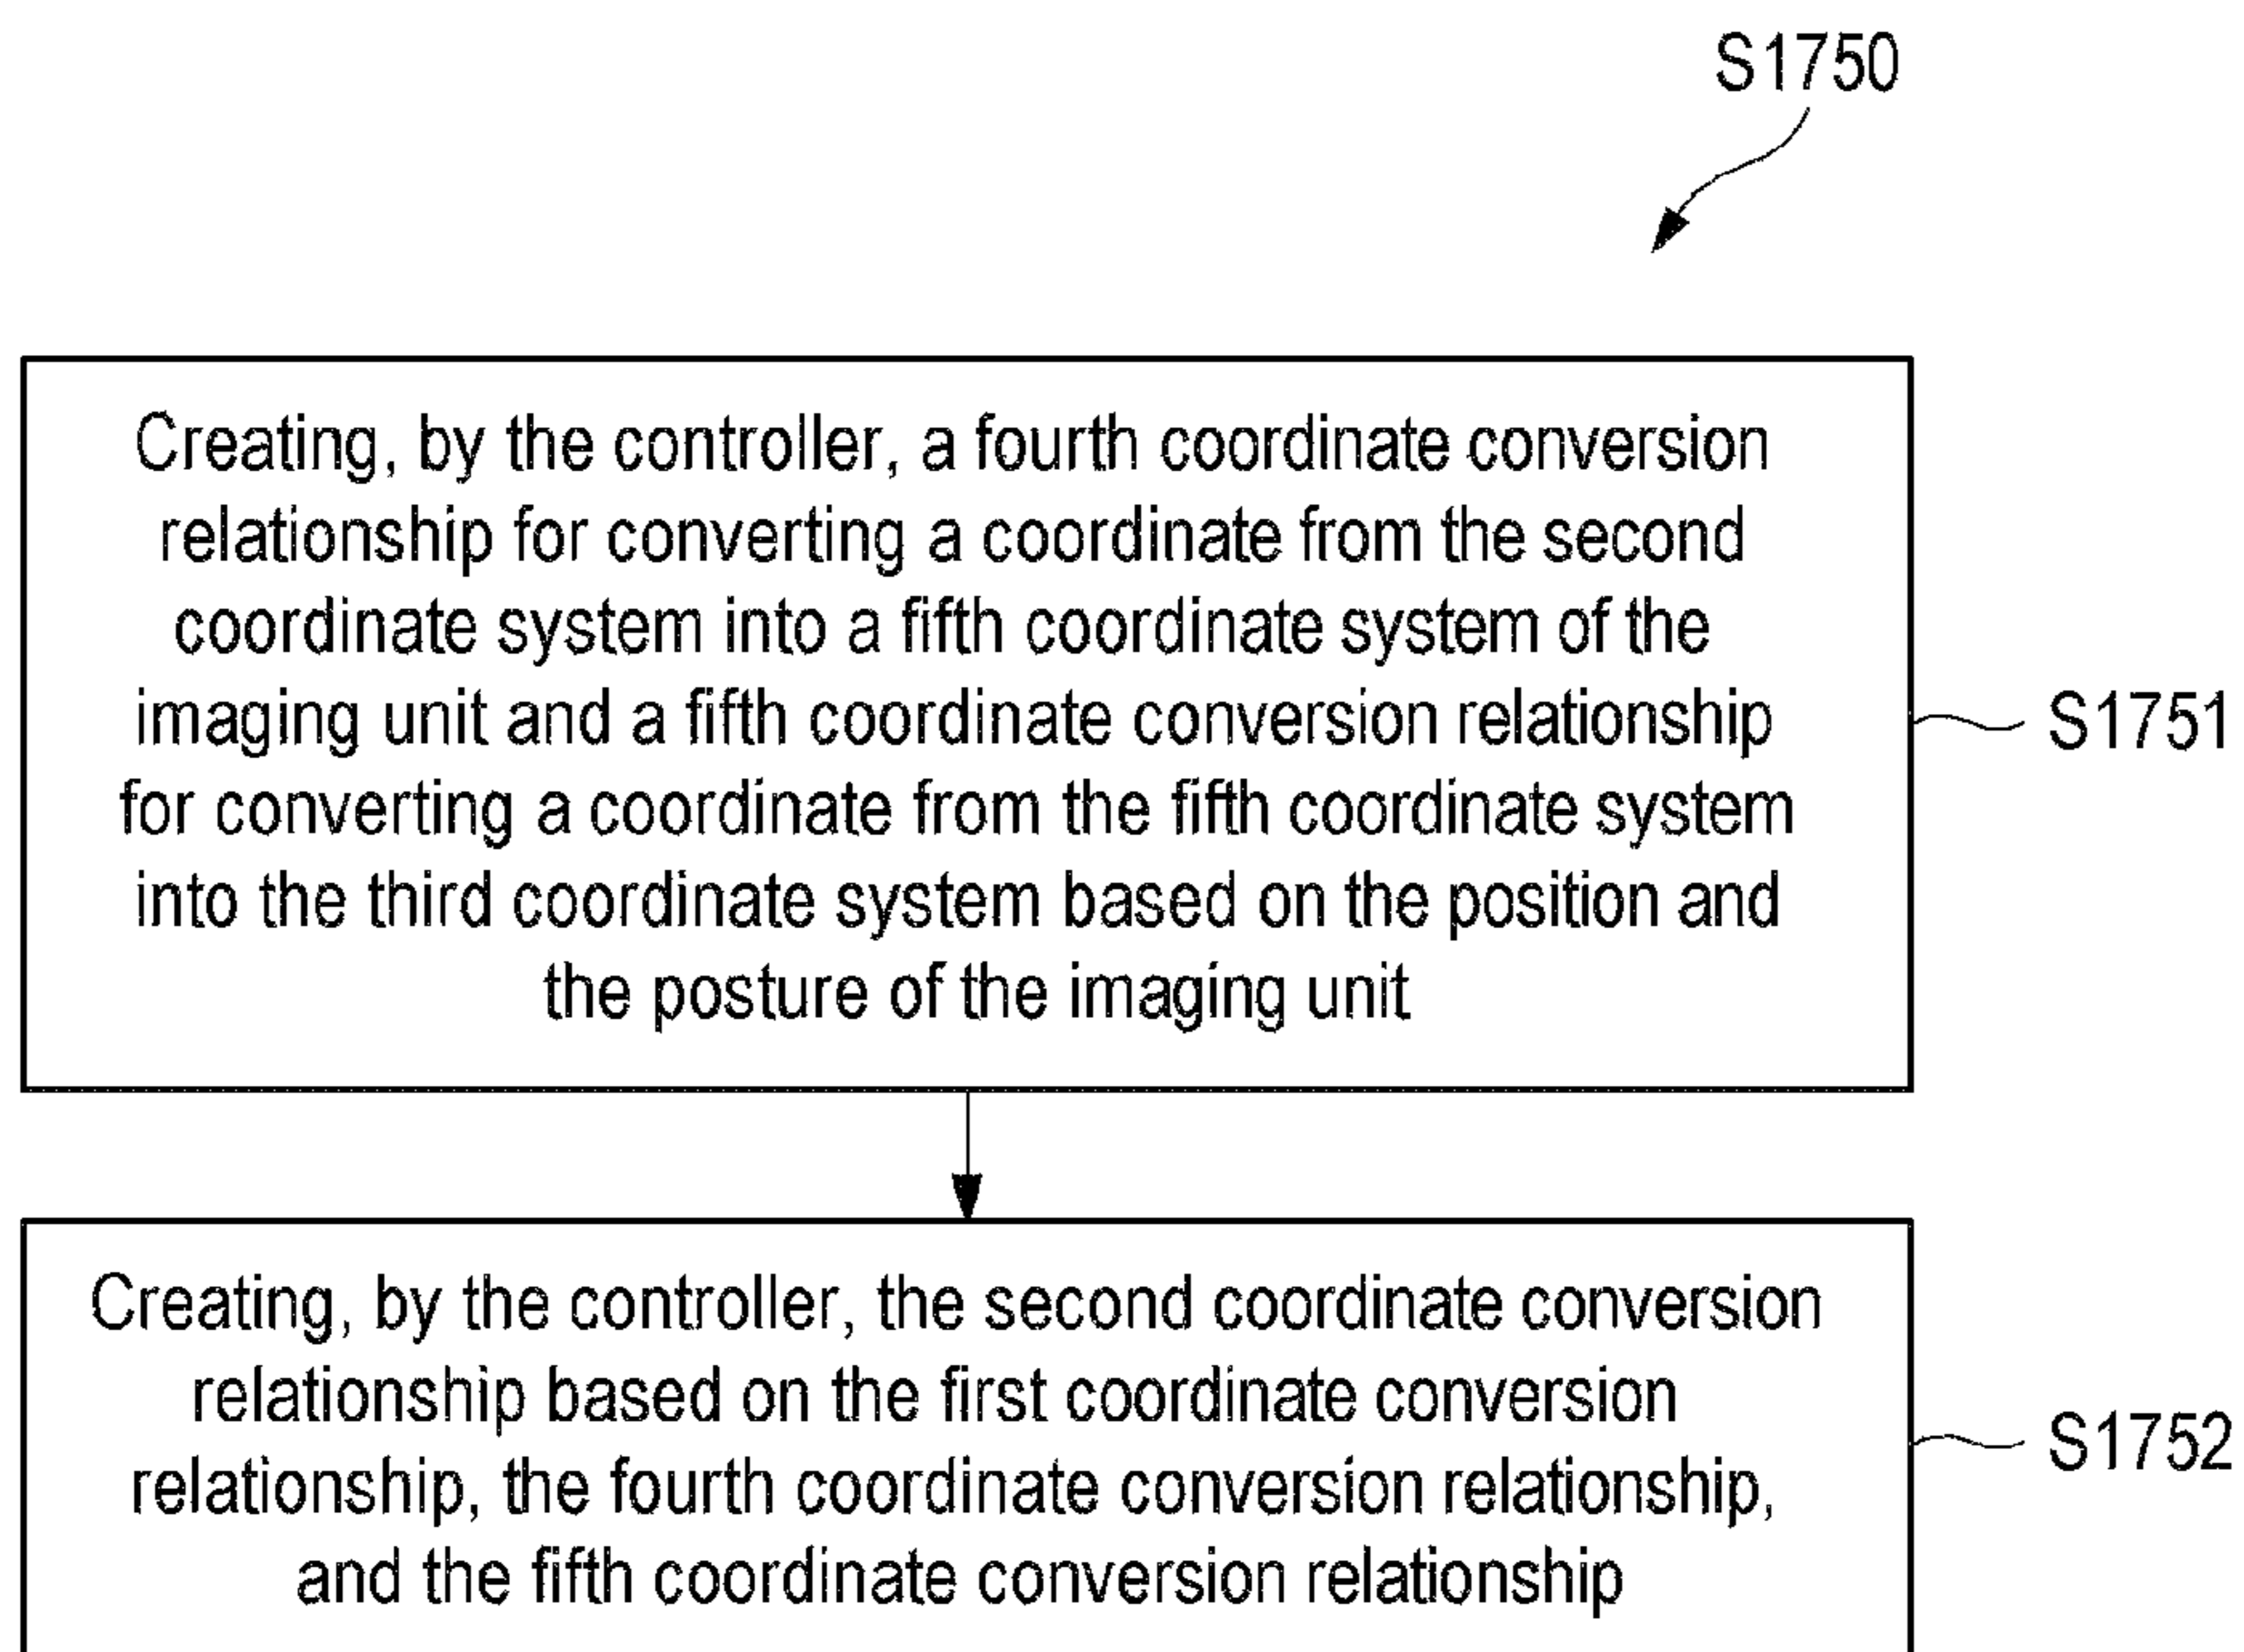 S1750
Creating, by the controller, a fourth coordinate conversion
relationship for converting a coordinate from the second
coordinate system into a fifth coordinate system of the
imaging unit and a fifth coordinate conversion relationship
for converting a coordinate from the fifth coordinate system
into the third coordinate system based on the position and
the posture of the imaging unit
S1751
Creating, by the controller, the second coordinate conversion
relationship based on the first coordinate conversion
relationship, the fourth coordinate conversion relationship,
and the fifth coordinate conversion relationship
S1752